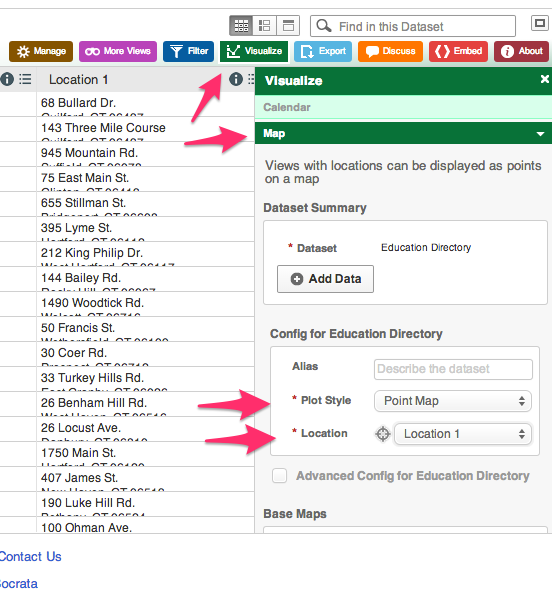 Find in this Dataset
Manage More Views Filter Visualize Export Discuss Embed About
Location 1
68 Bullard Dr.
143 Three Mile Course
945 Mountain Rd.
75 East Main St.
655 Stillman St.
395 Lyme St.
212 King Philip Dr.
144 Bailey Rd.
1490 Woodtick Rd.
50 Francis St.
30 Coer Rd.
33 Turkey Hills Rd.
26 Benham Hill Rd.
26 Locust Ave.
1750 Main St.
407 James St.
190 Luke Hill Rd.
100 Ohman Ave.
Visualize
Calendar
Map
Views with locations can be displayed as points
on a map
Dataset Summary
* Dataset Education Directory
Add Data
Config for Education Directory
Alias Describe the dataset
* Plot Style Point Map
* Location Location 1
Advanced Config for Education Directory
Base Maps
Contact Us
ocrata